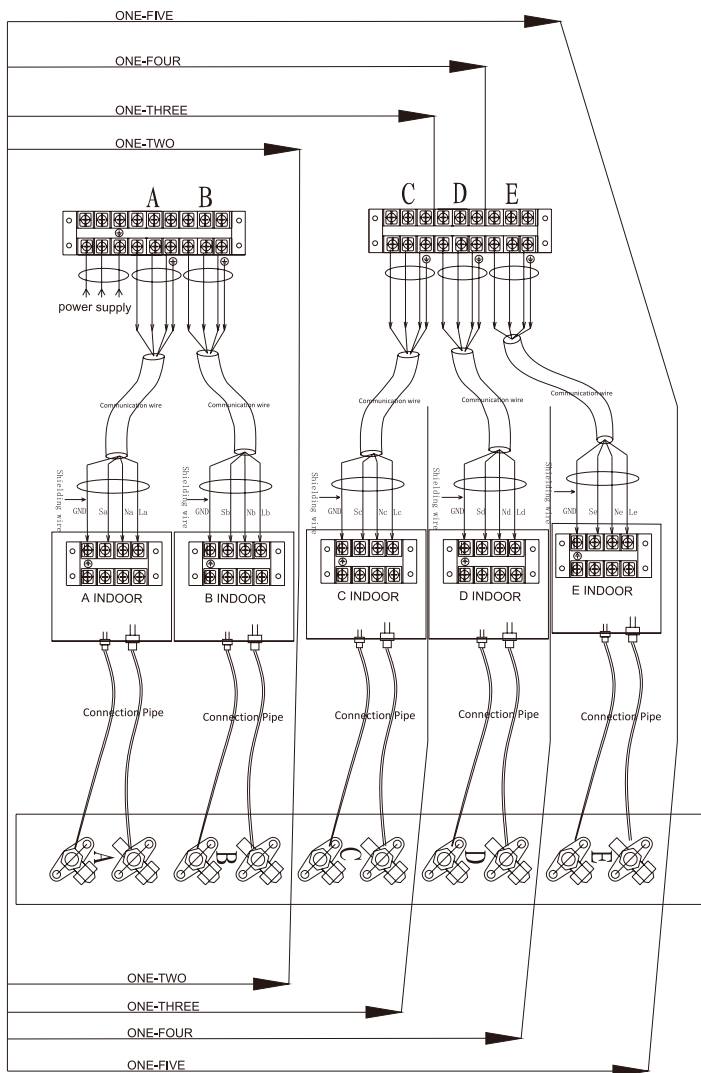 ONE-FIVE
ONE-FOUR
ONE-THREE
ONE-TWO
A B
C D E
power supply
Communication wire Communication wire Communication wire Communication wire Communication wire
Shielding wire GND Sa Na La
Shielding wire GND Sb Nb Lb
Shielding wire GND Sc Nc Lc
Shielding wire GND Sd Nd Ld
Shielding wire GND Se Ne Le
A INDOOR B INDOOR C INDOOR D INDOOR E INDOOR
Connection Pipe Connection Pipe Connection Pipe Connection Pipe Connection Pipe
A B C D E
ONE-TWO
ONE-THREE
ONE-FOUR
ONE-FIVE